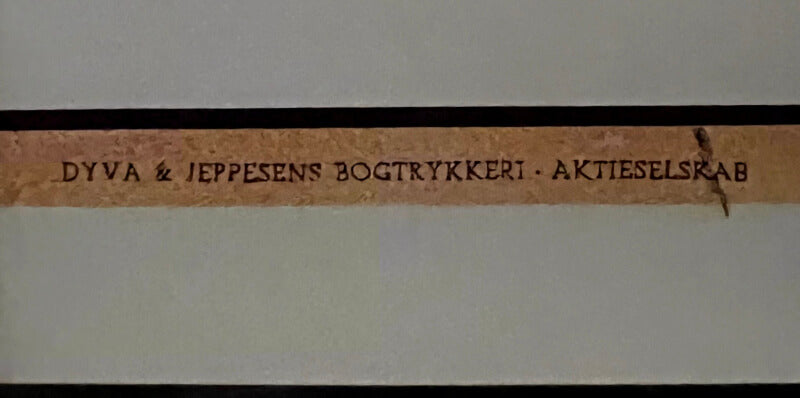 DYVA & JEPPESENS BOGTRYKKERI · AKTIESELSKAB